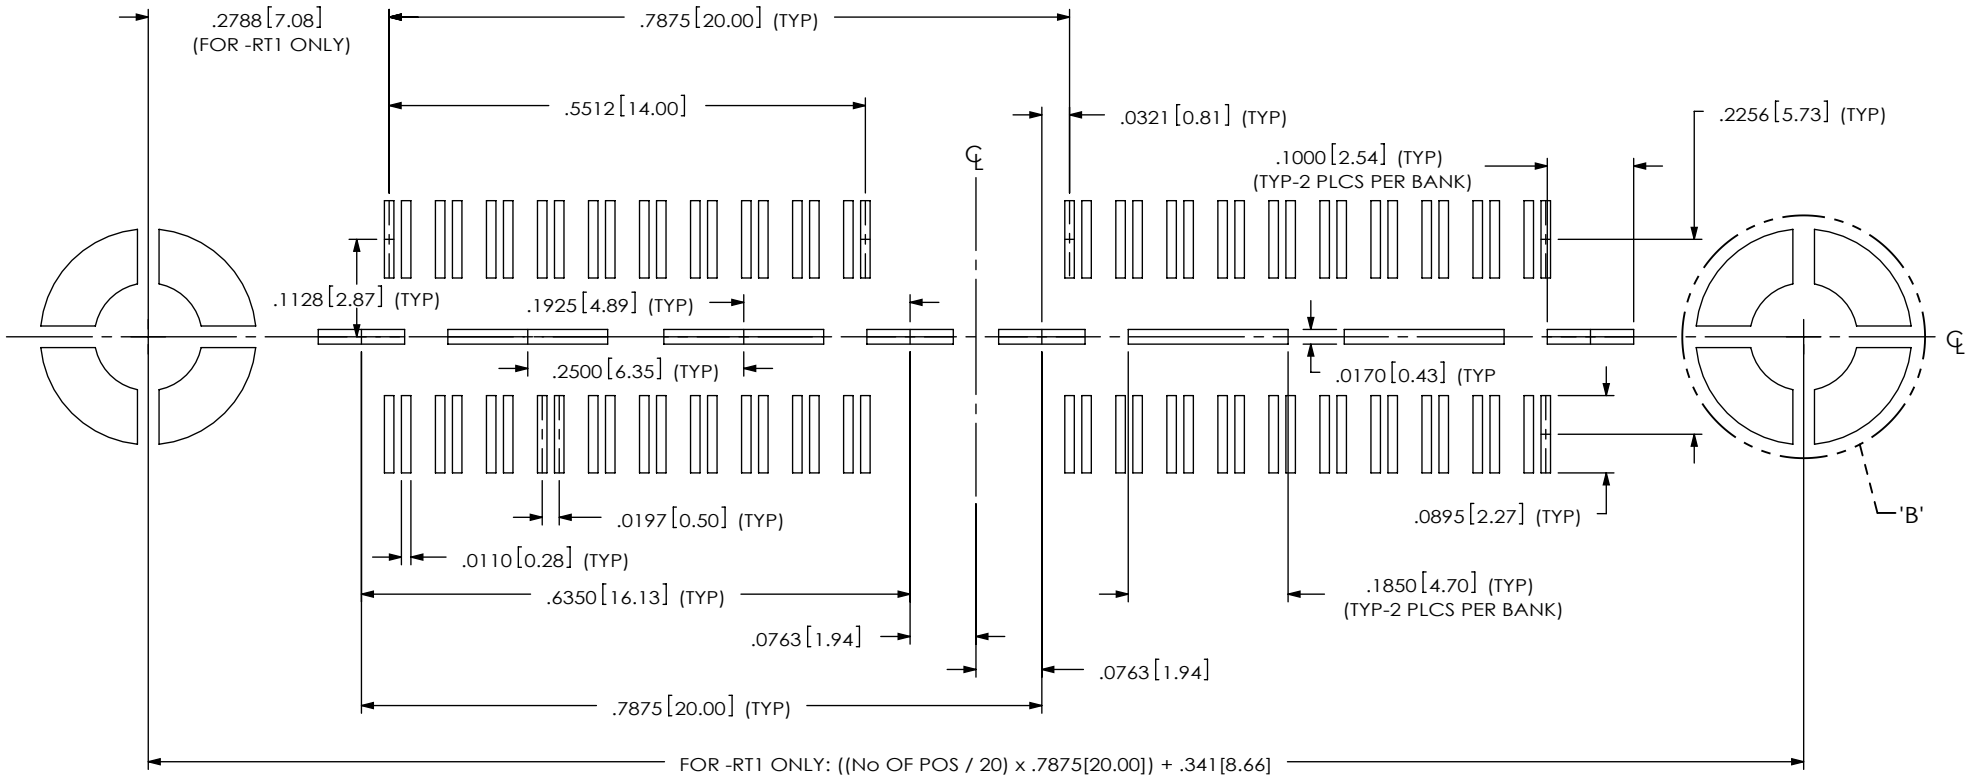 .2788[7.08]
(FOR -RT1 ONLY)
.7875[20.00] (TYP)
.5512[14.00]
.0321[0.81] (TYP)
.2256[5.73] (TYP)
℄
.1000[2.54] (TYP)
(TYP-2 PLCS PER BANK)
.1128[2.87] (TYP)
.1925[4.89] (TYP)
℄
.2500[6.35] (TYP)
.0170[0.43] (TYP
.0197[0.50] (TYP)
.0895[2.27] (TYP)
'B'
.0110[0.28] (TYP)
.6350[16.13] (TYP)
.1850[4.70] (TYP)
(TYP-2 PLCS PER BANK)
.0763[1.94]
.0763[1.94]
.7875[20.00] (TYP)
FOR -RT1 ONLY: ((No OF POS / 20) x .7875[20.00]) + .341[8.66]